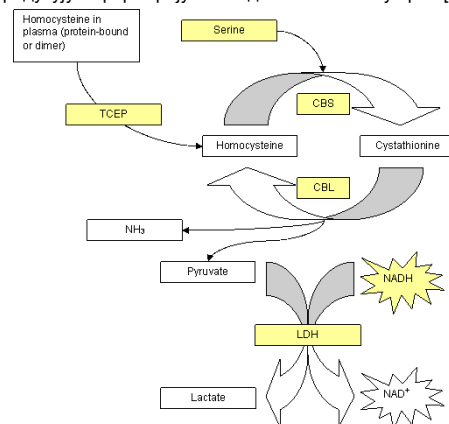 Homocysteine in
plasma (protein-bound
or dimer)
Serine
TCEP
CBS
Homocysteine
Cystathionine
CBL
NH₃
Pyruvate
NADH
LDH
Lactate
NAD⁺